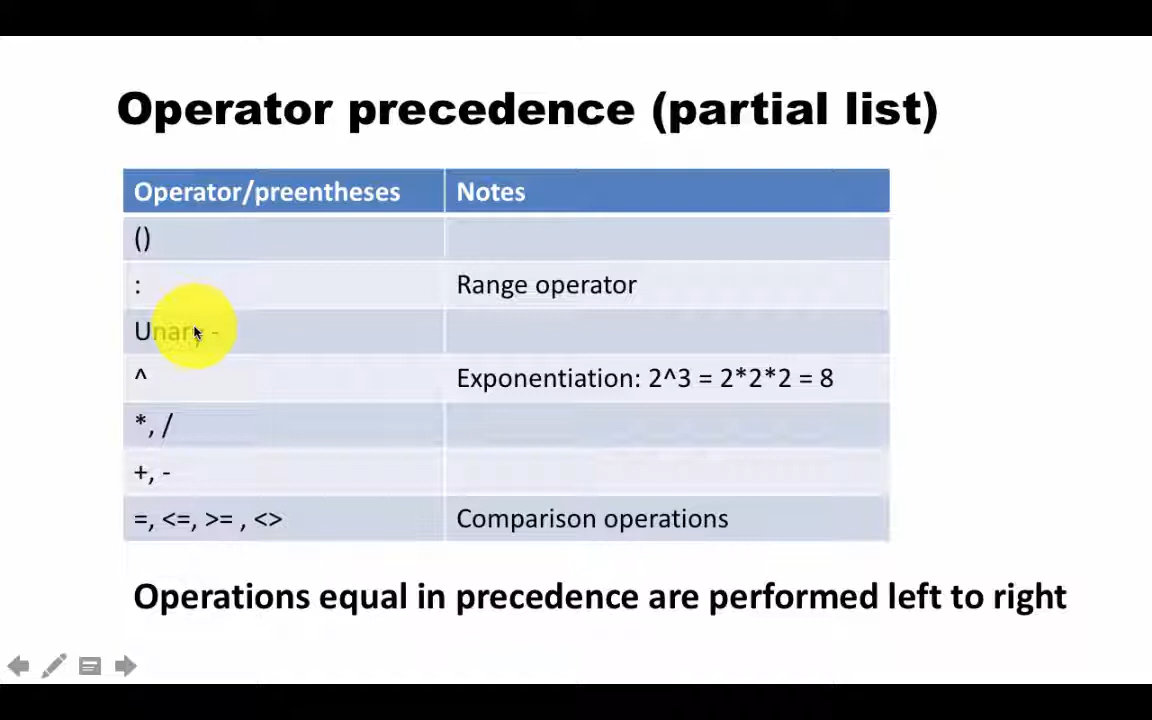 Operator precedence (partial list)
Operator/preentheses Notes
()
: Range operator
Unary -
^ Exponentiation: 2^3 = 2*2*2 = 8
*, /
+, -
=, <=, >= , <> Comparison operations
Operations equal in precedence are performed left to right